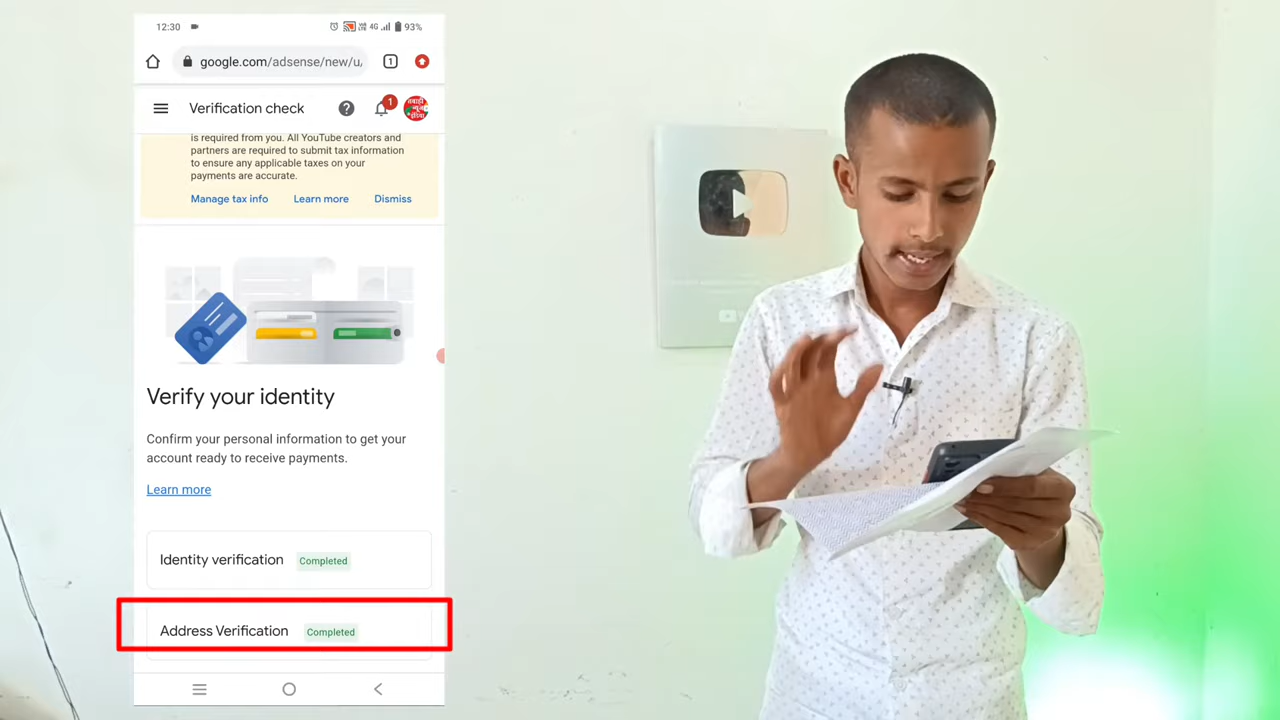 12:30
4G
93%
google.com/adsense/new/u/
1
Verification check
1
is required from you. All YouTube creators and
partners are required to submit tax information
to ensure any applicable taxes on your
payments are accurate.
Manage tax info Learn more Dismiss
Verify your identity
Confirm your personal information to get your
account ready to receive payments.
Learn more
Identity verification Completed
Address Verification Completed